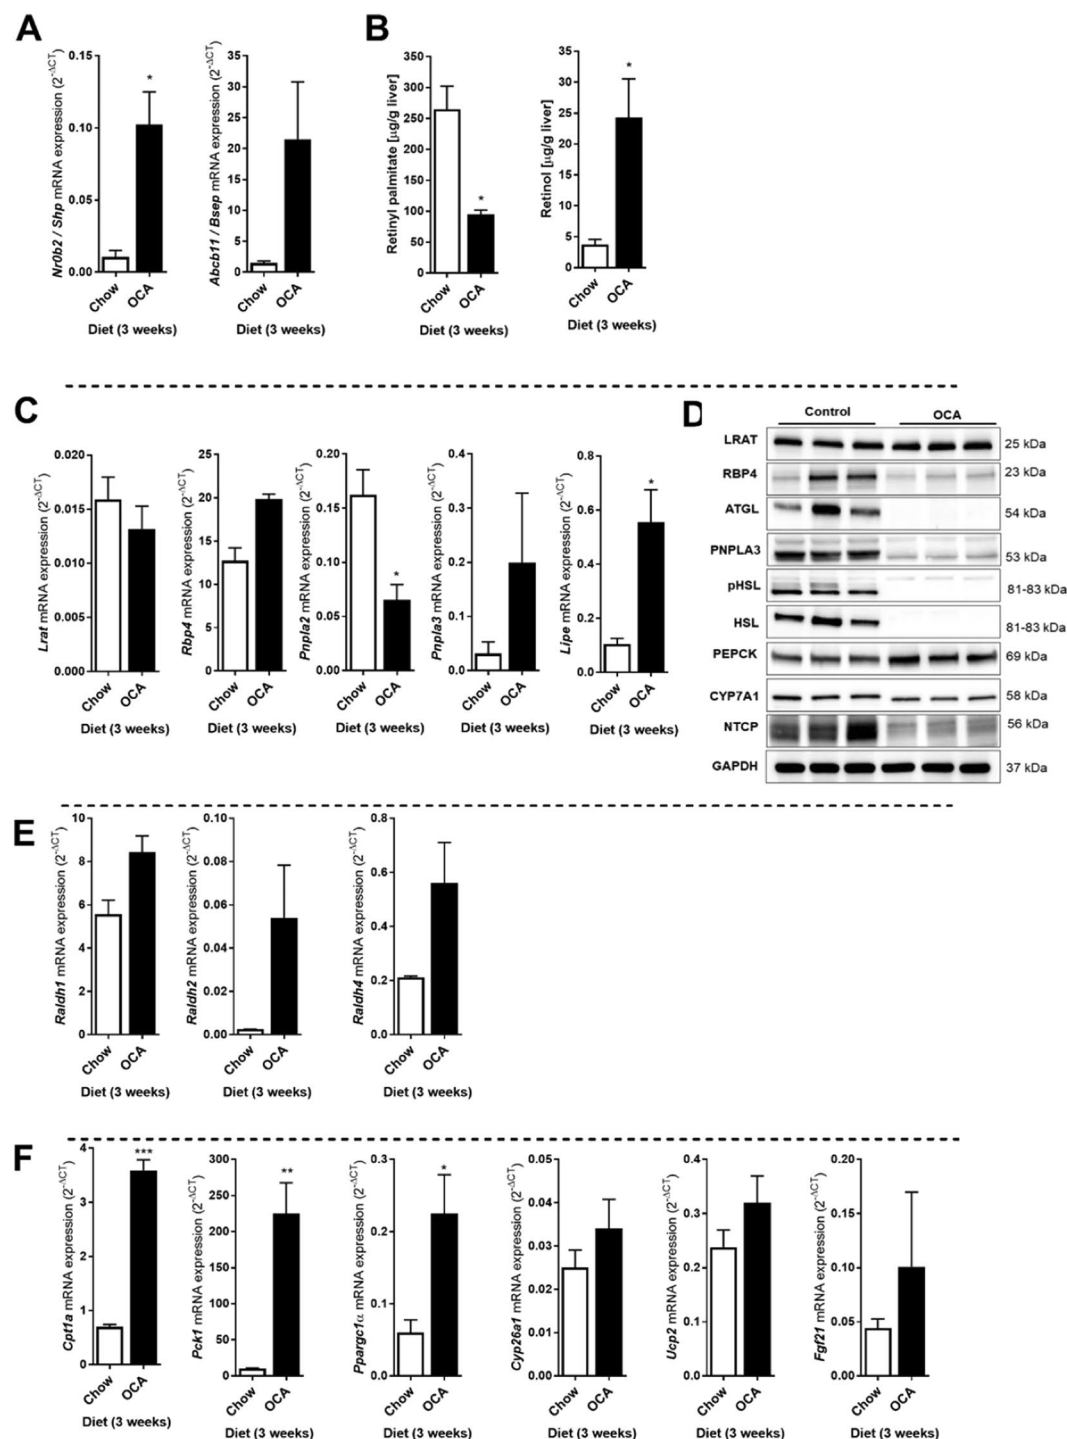 A
Nr0b2 / Shp mRNA expression (2^-ΔCT)
0.15
0.10
0.05
0.00
*
Chow
OCA
Diet (3 weeks)
Abcb11 / Bsep mRNA expression (2^-ΔCT)
35
30
25
20
15
10
5
0
Chow
OCA
Diet (3 weeks)
B
Retinyl palmitate [µg/g liver]
350
300
250
200
150
100
50
0
*
Chow
OCA
Diet (3 weeks)
Retinol [µg/g liver]
35
30
25
20
15
10
5
0
*
Chow
OCA
Diet (3 weeks)
C
Lrat mRNA expression (2^-ΔCT)
0.020
0.015
0.010
0.005
0.000
Chow
OCA
Diet (3 weeks)
Rbp4 mRNA expression (2^-ΔCT)
25
20
15
10
5
0
Chow
OCA
Diet (3 weeks)
Pnpla2 mRNA expression (2^-ΔCT)
0.20
0.15
0.10
0.05
0.00
*
Chow
OCA
Diet (3 weeks)
Pnpla3 mRNA expression (2^-ΔCT)
0.4
0.3
0.2
0.1
0.0
Chow
OCA
Diet (3 weeks)
Lipe mRNA expression (2^-ΔCT)
0.8
0.6
0.4
0.2
0.0
*
Chow
OCA
Diet (3 weeks)
D
Control OCA
LRAT 25 kDa
RBP4 23 kDa
ATGL 54 kDa
PNPLA3 53 kDa
pHSL 81-83 kDa
HSL 81-83 kDa
PEPCK 69 kDa
CYP7A1 58 kDa
NTCP 56 kDa
GAPDH 37 kDa
E
Raldh1 mRNA expression (2^-ΔCT)
10
8
6
4
2
0
Chow
OCA
Diet (3 weeks)
Raldh2 mRNA expression (2^-ΔCT)
0.10
0.08
0.06
0.04
0.02
0.00
Chow
OCA
Diet (3 weeks)
Raldh4 mRNA expression (2^-ΔCT)
0.8
0.6
0.4
0.2
0.0
Chow
OCA
Diet (3 weeks)
F
Cpt1a mRNA expression (2^-ΔCT)
4
3
2
1
0
***
Chow
OCA
Diet (3 weeks)
Pck1 mRNA expression (2^-ΔCT)
300
250
200
150
100
50
0
**
Chow
OCA
Diet (3 weeks)
Ppargc1α mRNA expression (2^-ΔCT)
0.3
0.2
0.1
0.0
*
Chow
OCA
Diet (3 weeks)
Cyp26a1 mRNA expression (2^-ΔCT)
0.05
0.04
0.03
0.02
0.01
0.00
Chow
OCA
Diet (3 weeks)
Ucp2 mRNA expression (2^-ΔCT)
0.4
0.3
0.2
0.1
0.0
Chow
OCA
Diet (3 weeks)
Fgf21 mRNA expression (2^-ΔCT)
0.20
0.15
0.10
0.05
0.00
Chow
OCA
Diet (3 weeks)